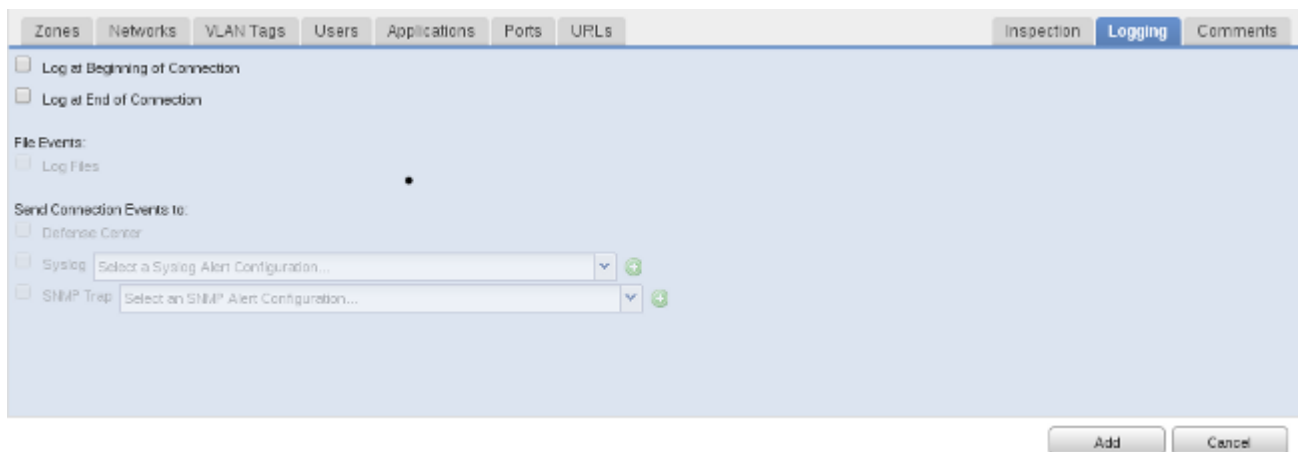 Zones Networks VLAN Tags Users Applications Ports URLs Inspection Logging Comments
Log at Beginning of Connection
Log at End of Connection
File Events:
Log Files
Send Connection Events to:
Defense Center
Syslog Select a Syslog Alert Configuration...
SNMP Trap Select an SNMP Alert Configuration...
Add Cancel